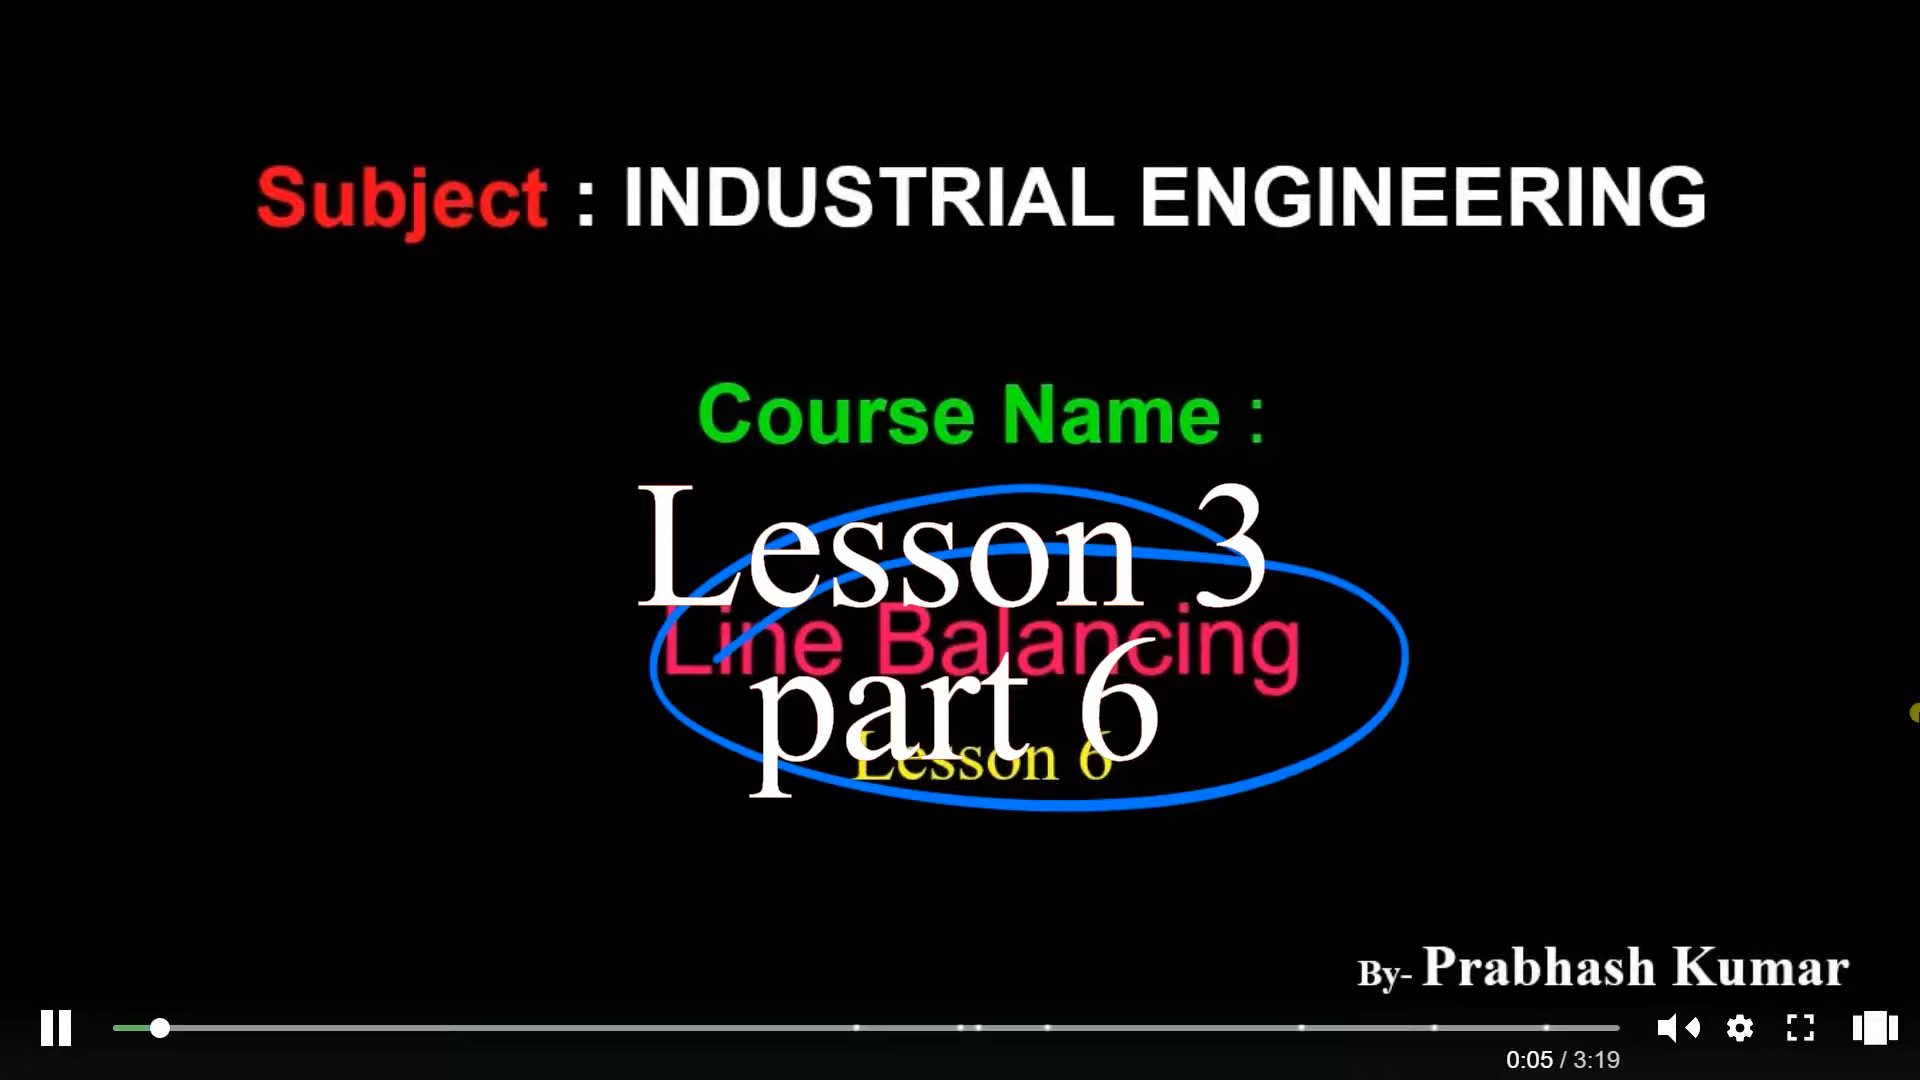 Subject : INDUSTRIAL ENGINEERING
Course Name :
Lesson 3
Line Balancing
part 6
Lesson 6
By- Prabhash Kumar
0:05 / 3:19